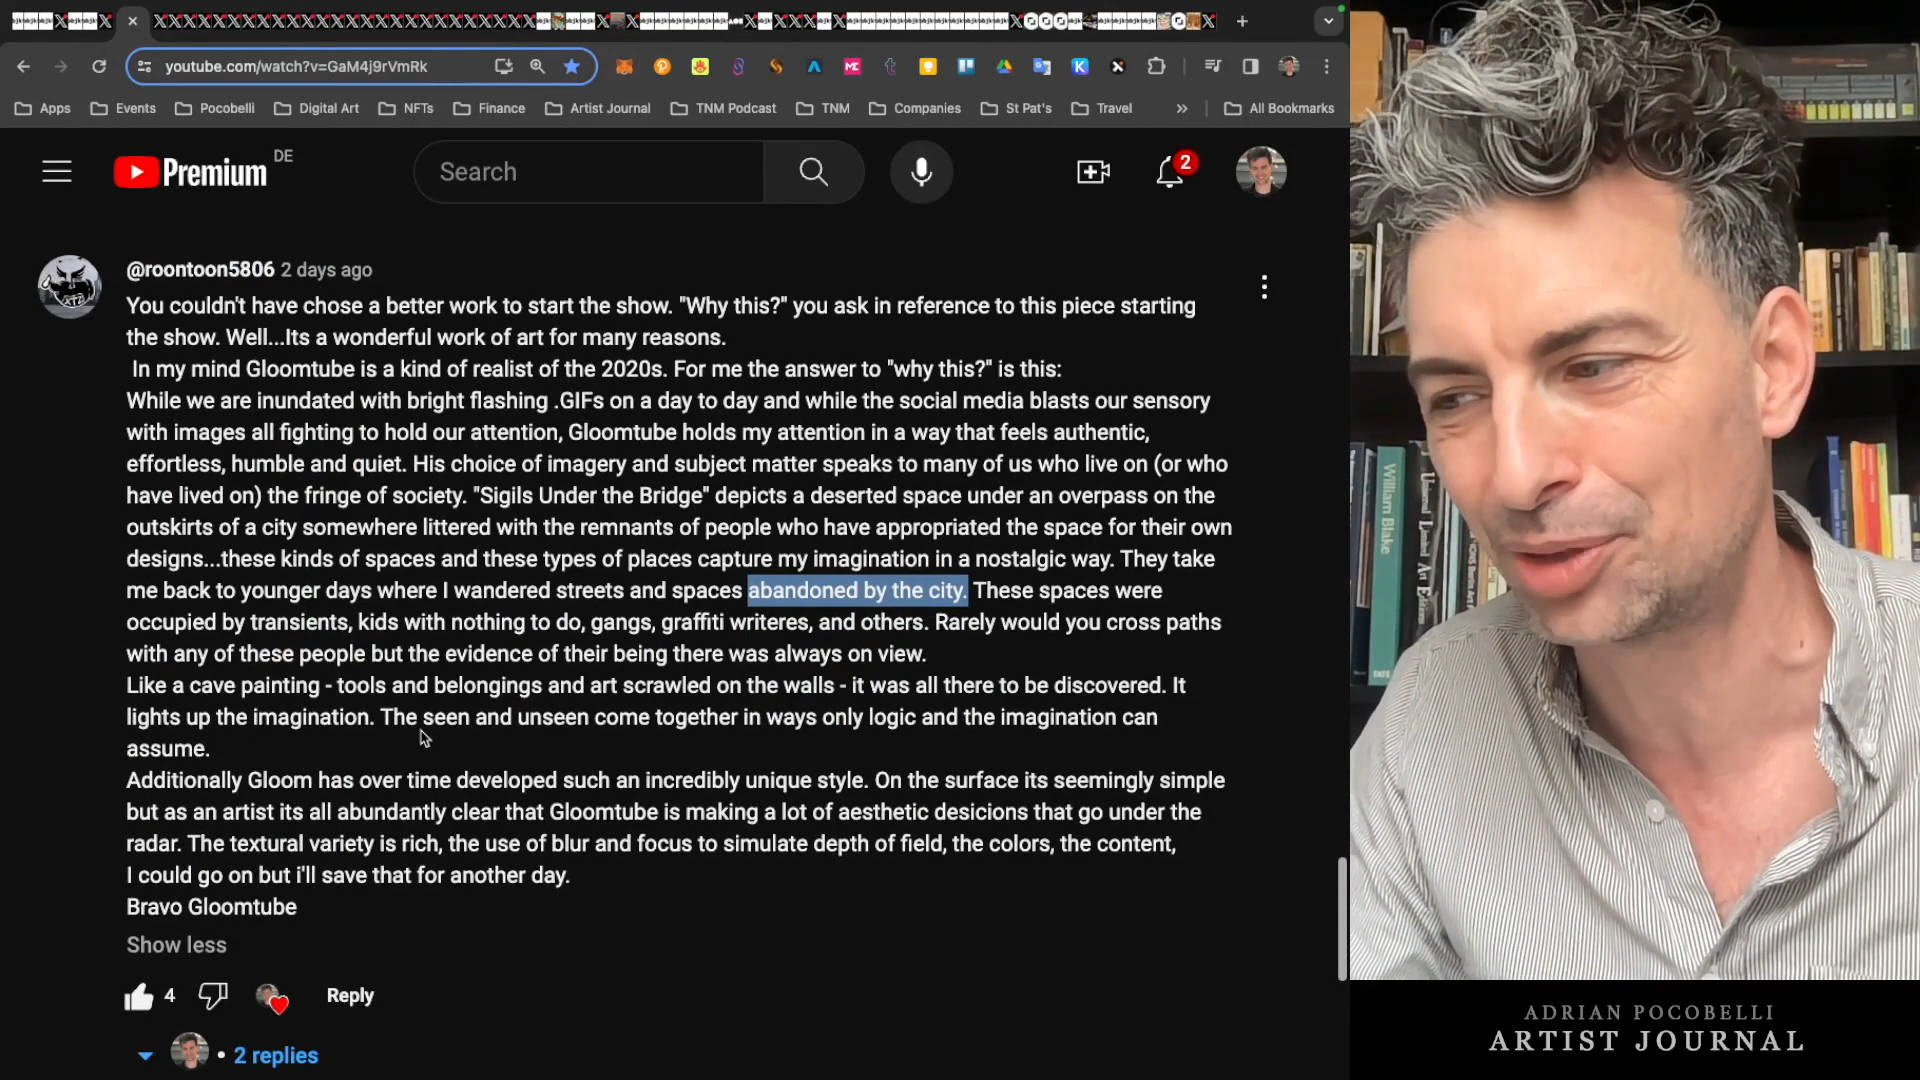 youtube.com/watch?v=GaM4j9rVmRk
Apps Events Pocobelli Digital Art NFTs Finance Artist Journal TNM Podcast TNM Companies St Pat's Travel » All Bookmarks
Premium DE
Search
2
@roontoon5806 2 days ago
You couldn't have chose a better work to start the show. "Why this?" you ask in reference to this piece starting
the show. Well...Its a wonderful work of art for many reasons.
In my mind Gloomtube is a kind of realist of the 2020s. For me the answer to "why this?" is this:
While we are inundated with bright flashing .GIFs on a day to day and while the social media blasts our sensory
with images all fighting to hold our attention, Gloomtube holds my attention in a way that feels authentic,
effortless, humble and quiet. His choice of imagery and subject matter speaks to many of us who live on (or who
have lived on) the fringe of society. "Sigils Under the Bridge" depicts a deserted space under an overpass on the
outskirts of a city somewhere littered with the remnants of people who have appropriated the space for their own
designs...these kinds of spaces and these types of places capture my imagination in a nostalgic way. They take
me back to younger days where I wandered streets and spaces abandoned by the city. These spaces were
occupied by transients, kids with nothing to do, gangs, graffiti writeres, and others. Rarely would you cross paths
with any of these people but the evidence of their being there was always on view.
Like a cave painting - tools and belongings and art scrawled on the walls - it was all there to be discovered. It
lights up the imagination. The seen and unseen come together in ways only logic and the imagination can
assume.
Additionally Gloom has over time developed such an incredibly unique style. On the surface its seemingly simple
but as an artist its all abundantly clear that Gloomtube is making a lot of aesthetic desicions that go under the
radar. The textural variety is rich, the use of blur and focus to simulate depth of field, the colors, the content,
I could go on but i'll save that for another day.
Bravo Gloomtube
Show less
4 Reply
• 2 replies
William Blake
ADRIAN POCOBELLI
ARTIST JOURNAL